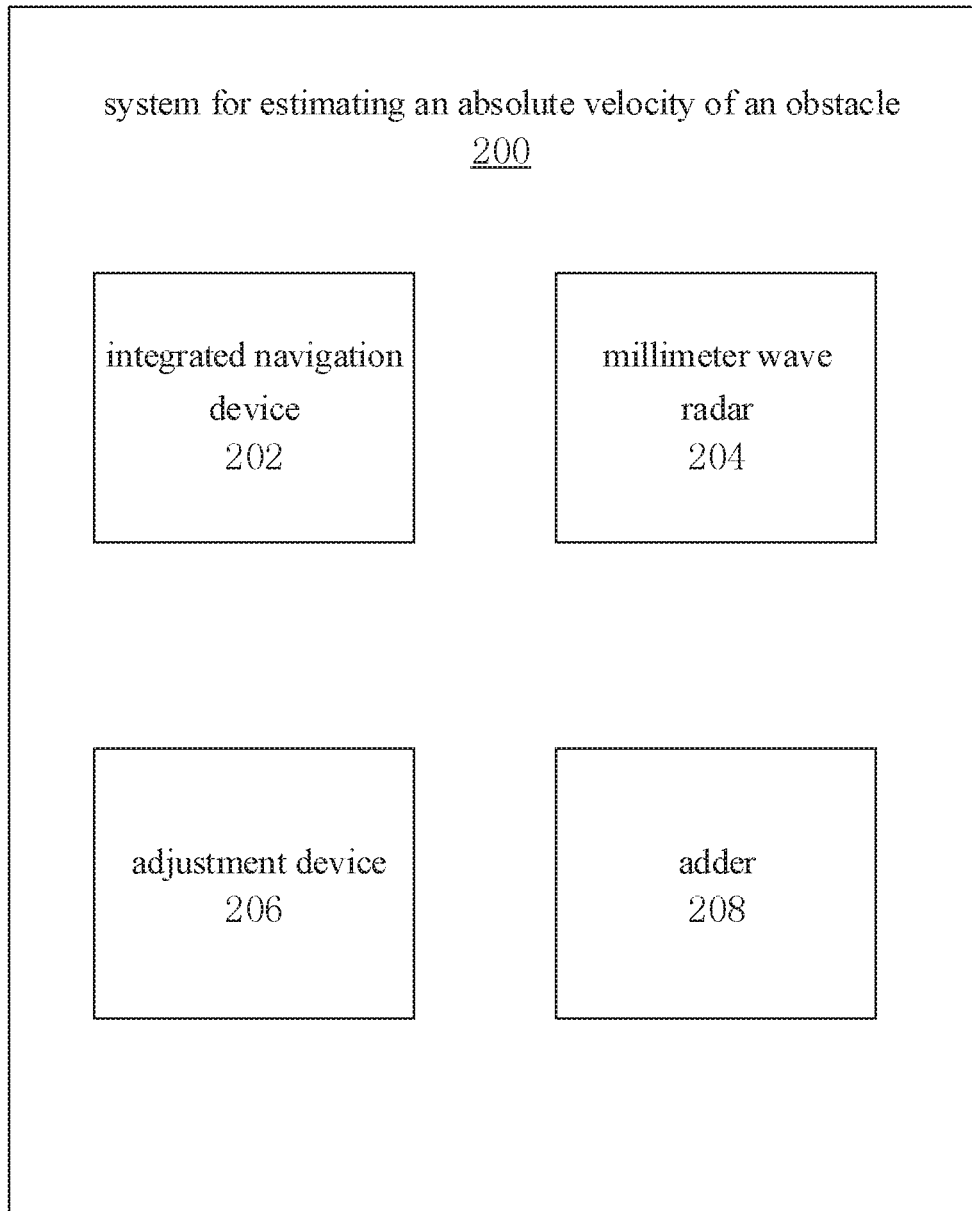 system for estimating an absolute velocity of an obstacle
200
integrated navigation
device
202
millimeter wave
radar
204
adjustment device
206
adder
208